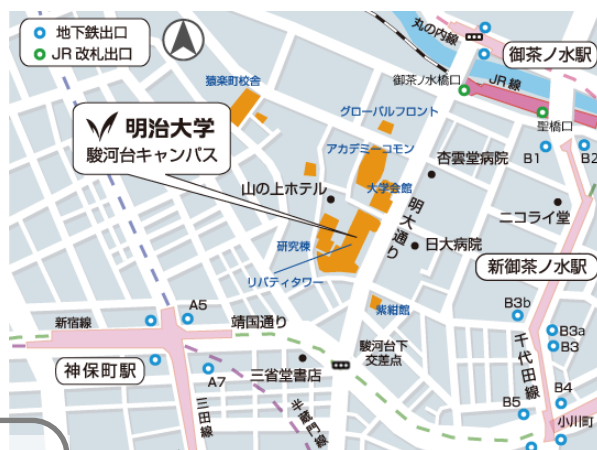 地下鉄出口
JR改札出口
丸の内線
御茶ノ水駅
御茶ノ水橋口
JR線
聖橋口
猿楽町校舎
グローバルフロント
明治大学
駿河台キャンパス
アカデミーコモン
杏雲堂病院
B1
B2
山の上ホテル
大学会館
明大通り
ニコライ堂
研究棟
日大病院
リバティタワー
新御茶ノ水駅
紫紺館
B3b
A5
新宿線
靖国通り
駿河台下
交差点
B3a
B3
千代田線
神保町駅
A7
三省堂書店
三田線
半蔵門線
B4
B5
小川町